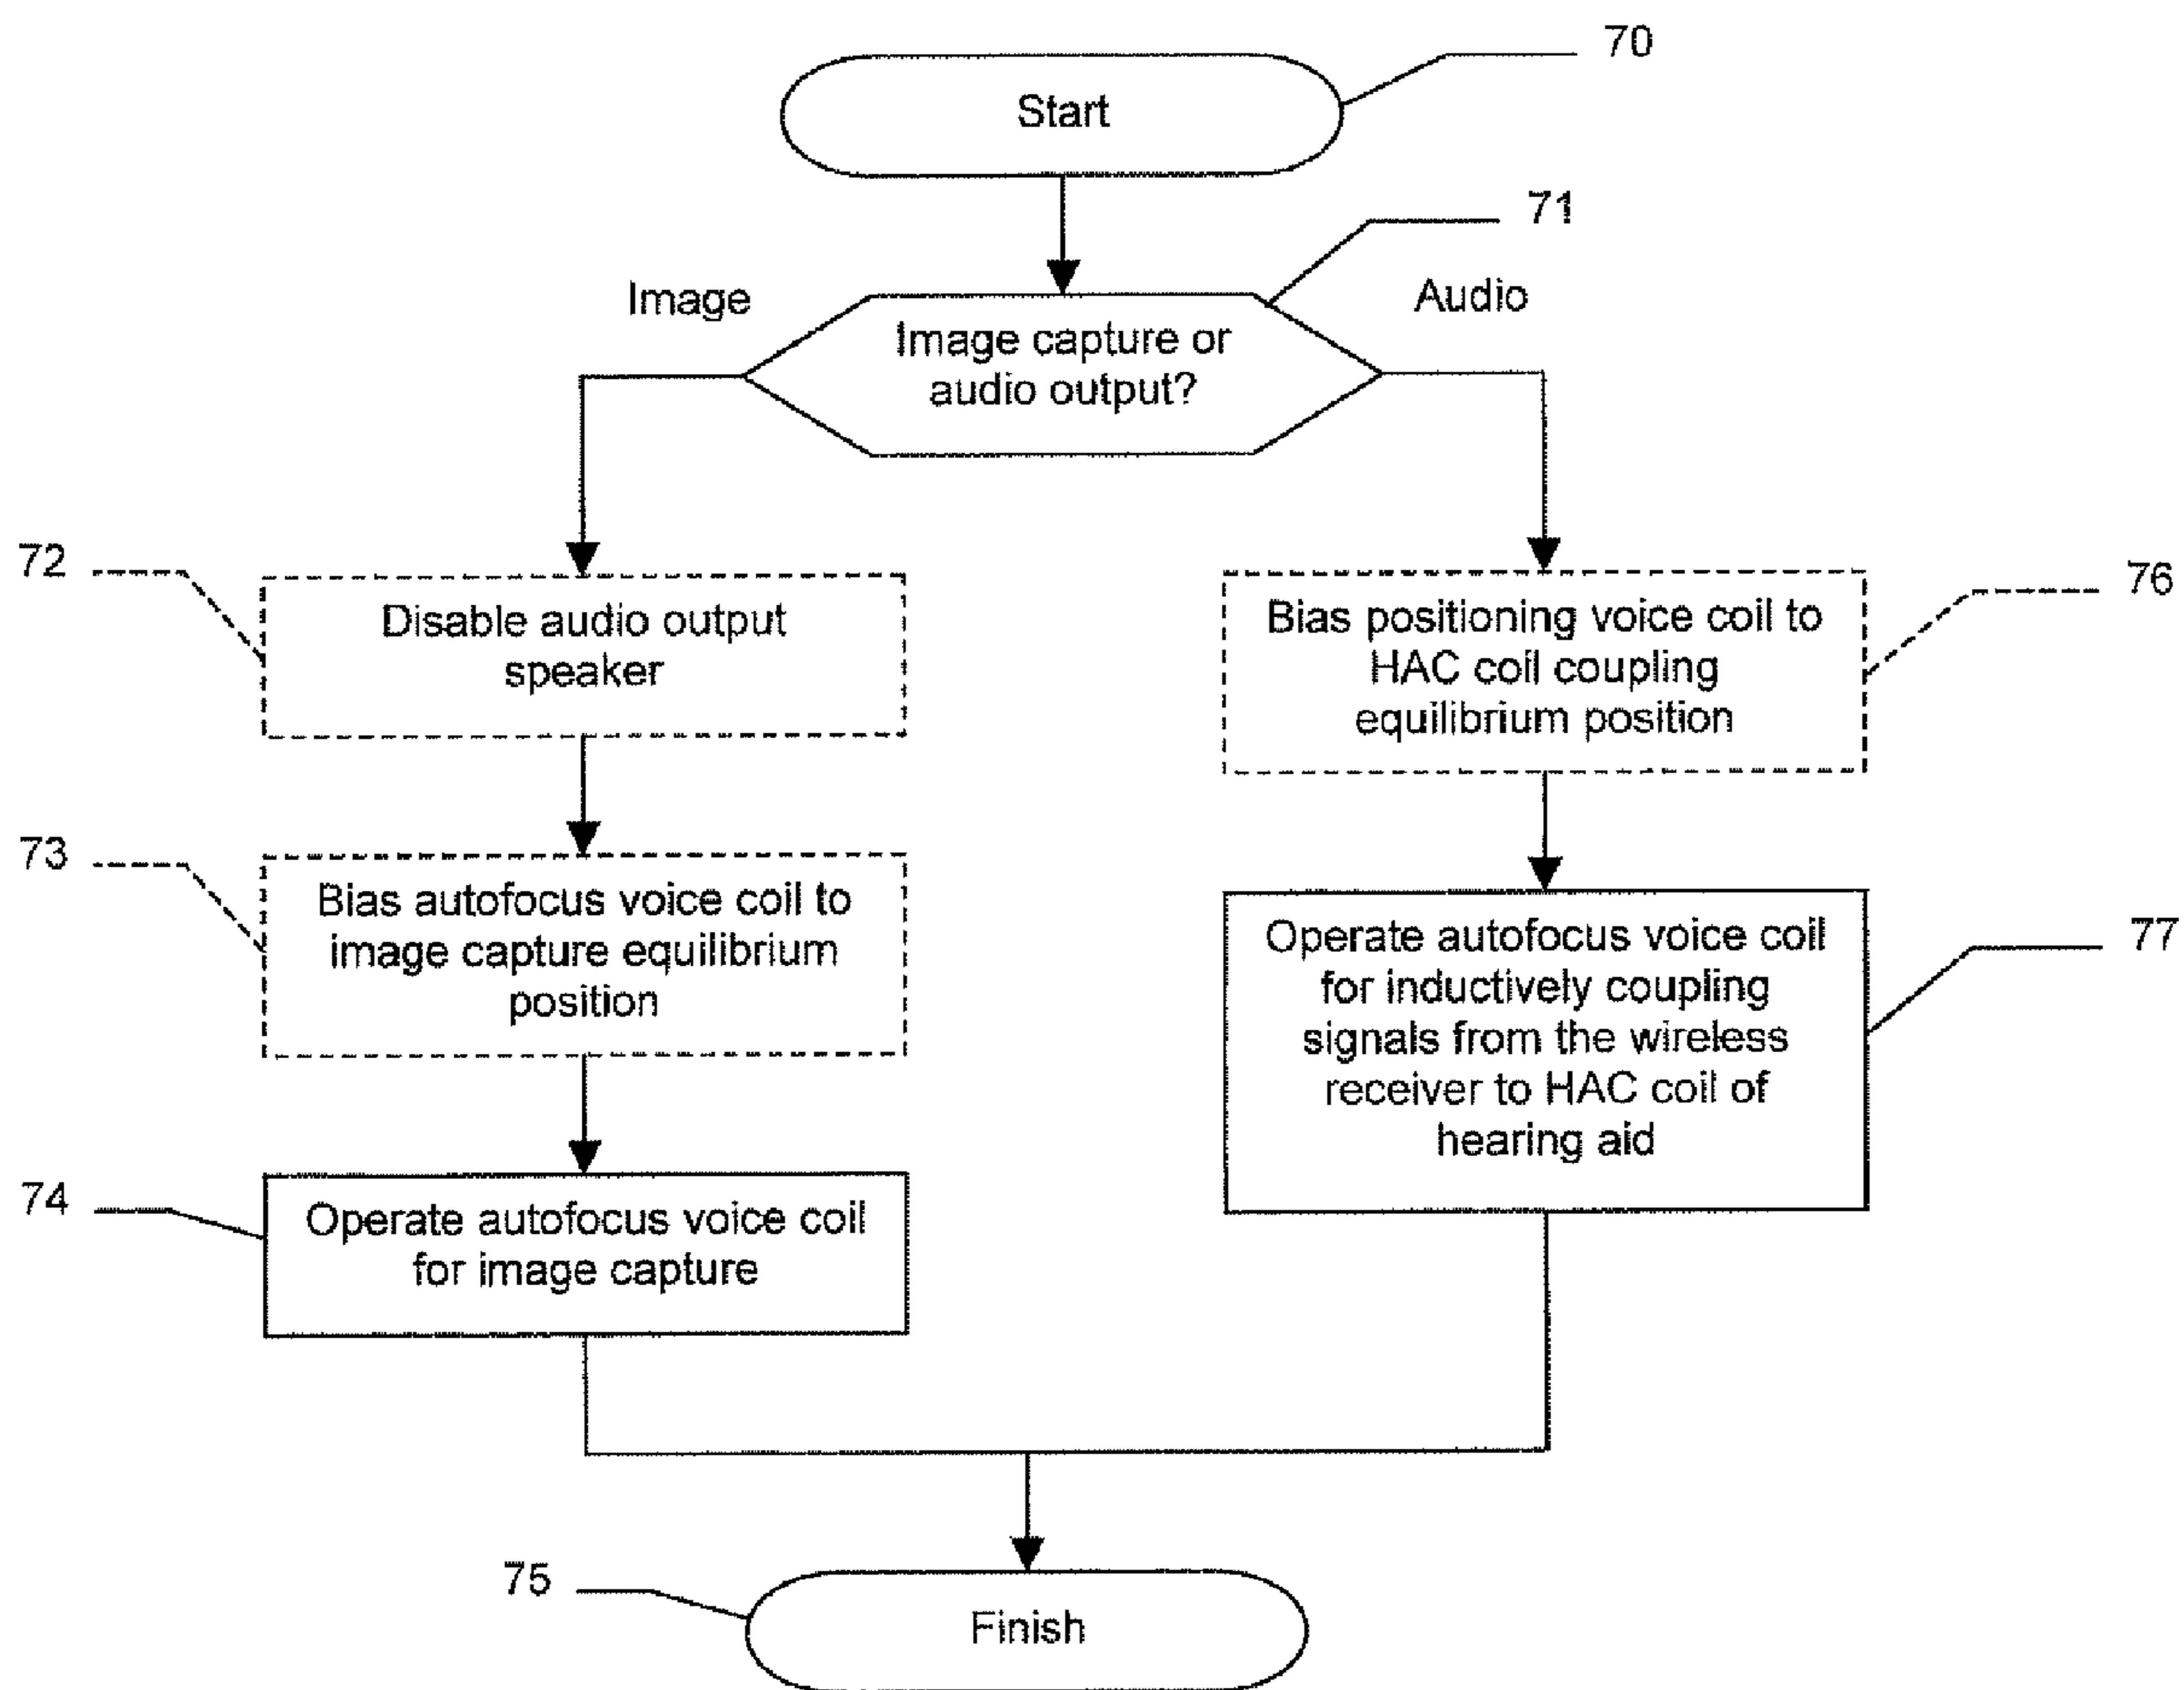 70
Start
71
Image
Audio
Image capture or
audio output?
72
Disable audio output
speaker
76
Bias positioning voice coil to
HAC coil coupling
equilibrium position
73
Bias autofocus voice coil to
image capture equilibrium
position
77
Operate autofocus voice coil
for inductively coupling
signals from the wireless
receiver to HAC coil of
hearing aid
74
Operate autofocus voice coil
for image capture
75
Finish